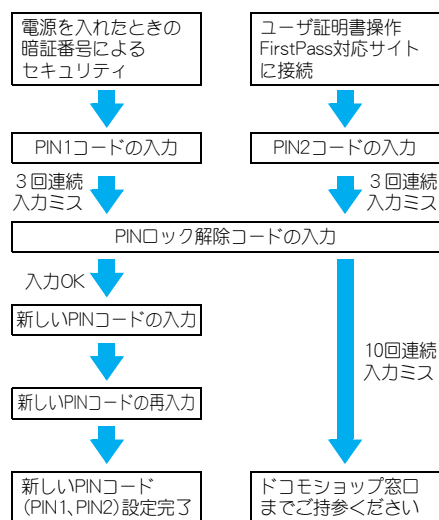 電源を入れたときの
暗証番号による
セキュリティ
ユーザ証明書操作
FirstPass対応サイト
に接続
PIN1コードの入力
PIN2コードの入力
3回連続
入力ミス
3回連続
入力ミス
PINロック解除コードの入力
入力OK
新しいPINコードの入力
10回連続
入力ミス
新しいPINコードの再入力
新しいPINコード
(PIN1、PIN2)設定完了
ドコモショップ窓口
までご持参ください